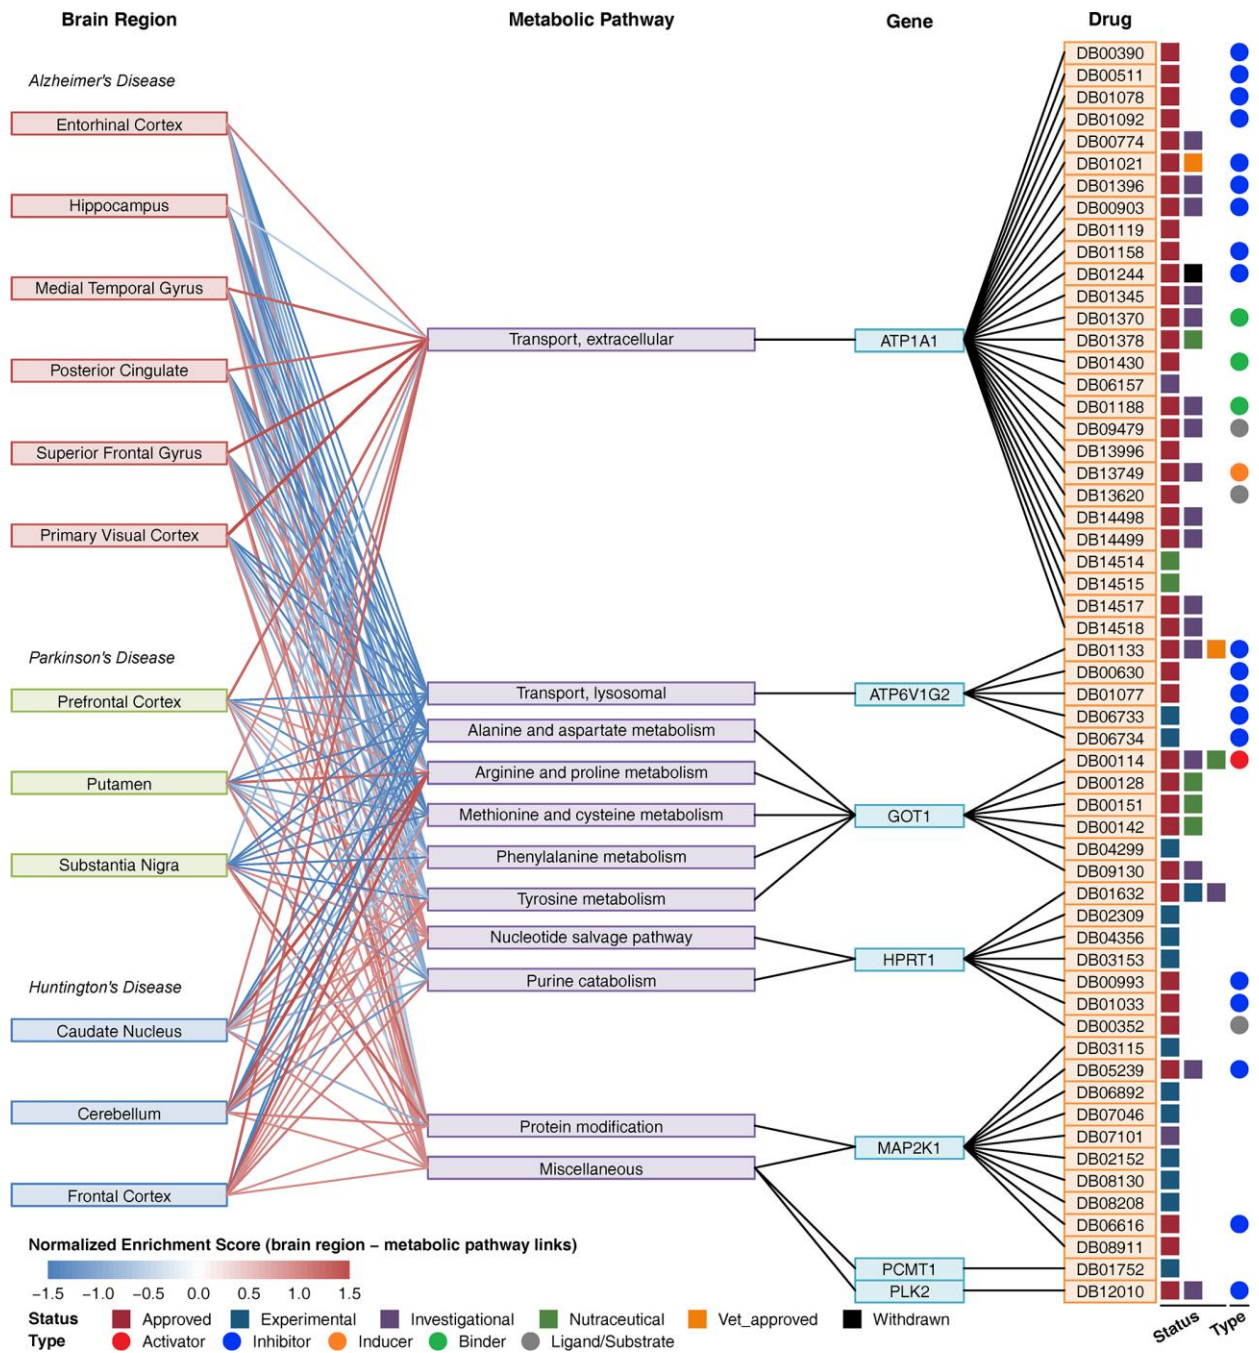 Brain Region
Metabolic Pathway
Gene
Drug
Alzheimer's Disease
Entorhinal Cortex
Hippocampus
Medial Temporal Gyrus
Posterior Cingulate
Superior Frontal Gyrus
Primary Visual Cortex
Parkinson's Disease
Prefrontal Cortex
Putamen
Substantia Nigra
Huntington's Disease
Caudate Nucleus
Cerebellum
Frontal Cortex
Transport, extracellular
Transport, lysosomal
Alanine and aspartate metabolism
Arginine and proline metabolism
Methionine and cysteine metabolism
Phenylalanine metabolism
Tyrosine metabolism
Nucleotide salvage pathway
Purine catabolism
Protein modification
Miscellaneous
ATP1A1
ATP6V1G2
GOT1
HPRT1
MAP2K1
PCMT1
PLK2
DB00390
DB00511
DB01078
DB01092
DB00774
DB01021
DB01396
DB00903
DB01119
DB01158
DB01244
DB01345
DB01370
DB01378
DB01430
DB06157
DB01188
DB09479
DB13996
DB13749
DB13620
DB14498
DB14499
DB14514
DB14515
DB14517
DB14518
DB01133
DB00630
DB01077
DB06733
DB06734
DB00114
DB00128
DB00151
DB00142
DB04299
DB09130
DB01632
DB02309
DB04356
DB03153
DB00993
DB01033
DB00352
DB03115
DB05239
DB06892
DB07046
DB07101
DB02152
DB08130
DB08208
DB06616
DB08911
DB01752
DB12010
Status
Type
Normalized Enrichment Score (brain region – metabolic pathway links)
−1.5 −1.0 −0.5 0.0 0.5 1.0 1.5
Status Approved Experimental Investigational Nutraceutical Vet_approved Withdrawn
Type Activator Inhibitor Inducer Binder Ligand/Substrate